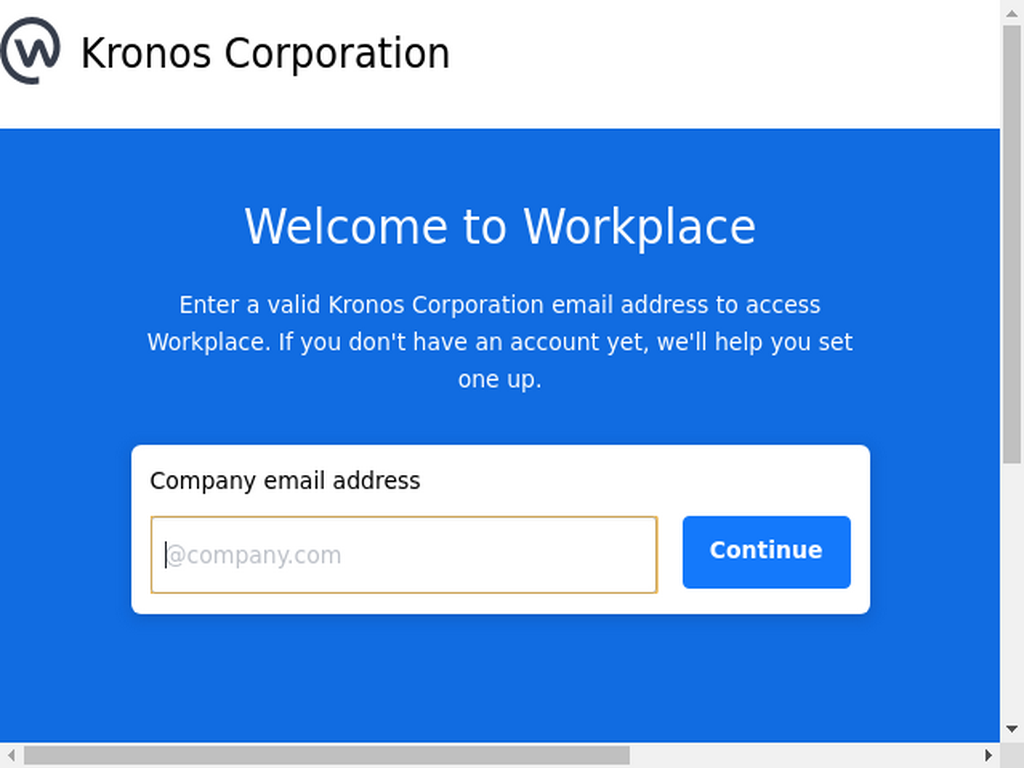 Kronos Corporation
Welcome to Workplace
Enter a valid Kronos Corporation email address to access
Workplace. If you don't have an account yet, we'll help you set
one up.
Company email address
@company.com
Continue